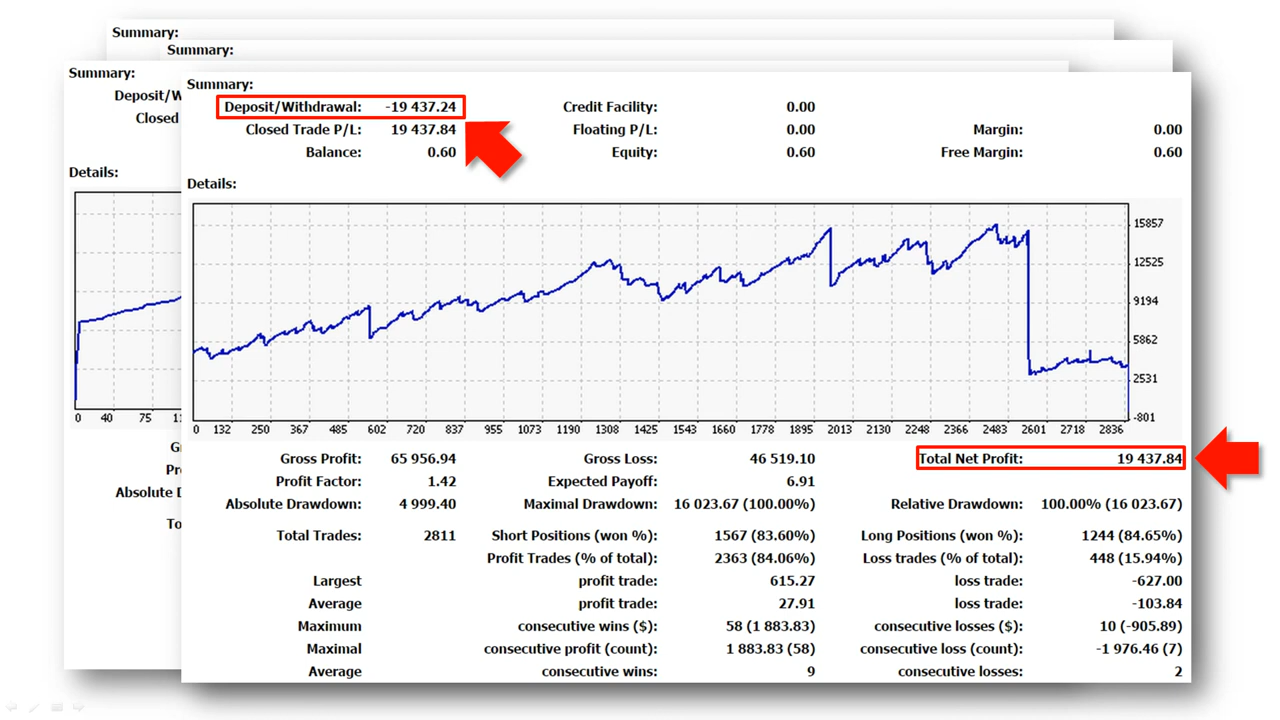 Summary:
Summary:
Summary:
Deposit/W
Closed
Details:
0 40 75
Summary:
Deposit/Withdrawal: -19 437.24 Credit Facility: 0.00
Closed Trade P/L: 19 437.84 Floating P/L: 0.00 Margin: 0.00
Balance: 0.60 Equity: 0.60 Free Margin: 0.60
Details:
15857
12525
9194
5862
2531
-801
0 132 250 367 485 602 720 837 955 1073 1190 1308 1425 1543 1660 1778 1895 2013 2130 2248 2366 2483 2601 2718 2836
Gross Profit: 65 956.94 Gross Loss: 46 519.10 Total Net Profit: 19 437.84
Profit Factor: 1.42 Expected Payoff: 6.91
Absolute Drawdown: 4 999.40 Maximal Drawdown: 16 023.67 (100.00%) Relative Drawdown: 100.00% (16 023.67)
Total Trades: 2811 Short Positions (won %): 1567 (83.60%) Long Positions (won %): 1244 (84.65%)
Profit Trades (% of total): 2363 (84.06%) Loss trades (% of total): 448 (15.94%)
Largest profit trade: 615.27 loss trade: -627.00
Average profit trade: 27.91 loss trade: -103.84
Maximum consecutive wins ($): 58 (1 883.83) consecutive losses ($): 10 (-905.89)
Maximal consecutive profit (count): 1 883.83 (58) consecutive loss (count): -1 976.46 (7)
Average consecutive wins: 9 consecutive losses: 2
Absolute D